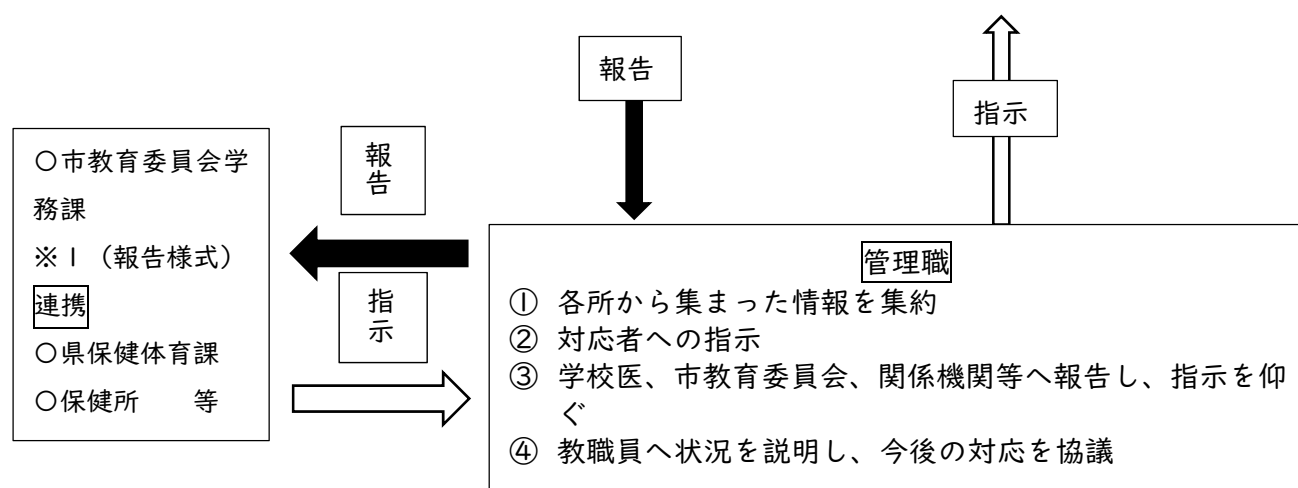 報告
指示
○市教育委員会学
務課
※1（報告様式）
連携
○県保健体育課
○保健所　　等
報
告
指
示
管理職
① 各所から集まった情報を集約
② 対応者への指示
③ 学校医、市教育委員会、関係機関等へ報告し、指示を仰
ぐ
④ 教職員へ状況を説明し、今後の対応を協議